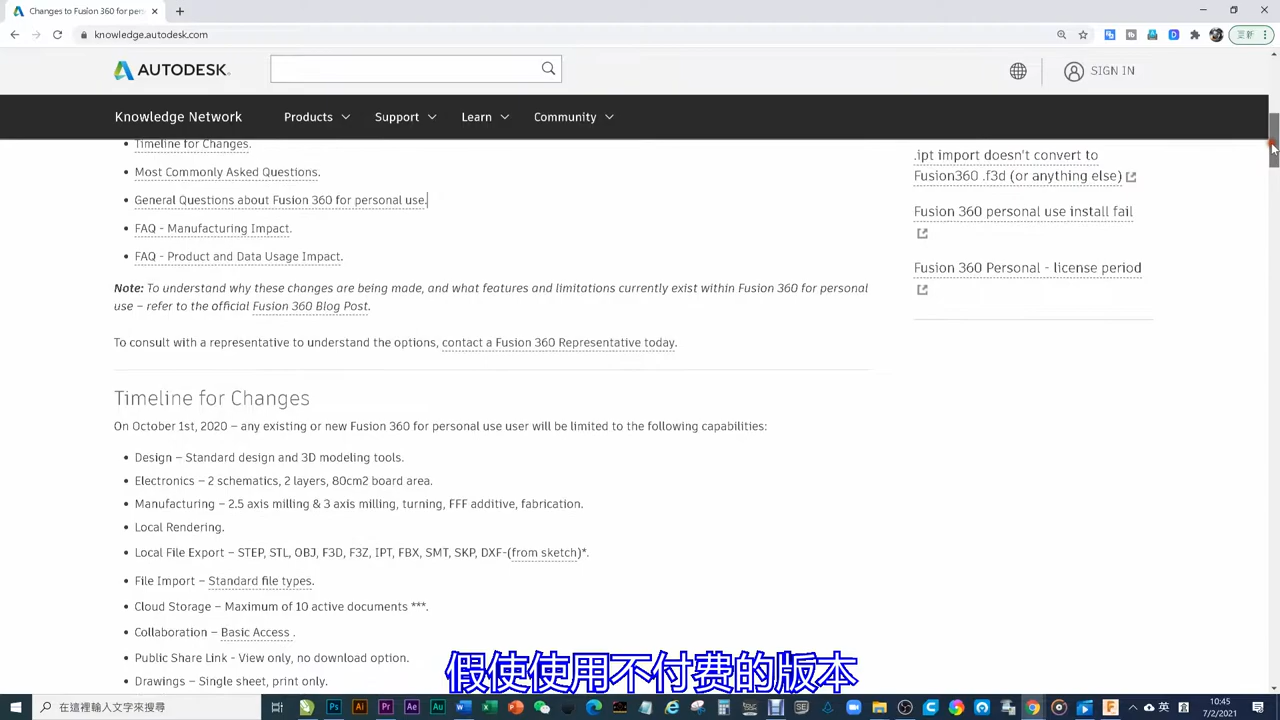 Changes to Fusion 360 for pers
knowledge.autodesk.com
更新
AUTODESK.
SIGN IN
Knowledge Network
Products
Support
Learn
Community
Timeline for Changes.
Most Commonly Asked Questions.
General Questions about Fusion 360 for personal use.
FAQ - Manufacturing Impact.
FAQ - Product and Data Usage Impact.
Note: To understand why these changes are being made, and what features and limitations currently exist within Fusion 360 for personal
use – refer to the official Fusion 360 Blog Post.
To consult with a representative to understand the options, contact a Fusion 360 Representative today.
.ipt import doesn't convert to
Fusion360 .f3d (or anything else)
Fusion 360 personal use install fail
Fusion 360 Personal - license period
Timeline for Changes
On October 1st, 2020 – any existing or new Fusion 360 for personal use user will be limited to the following capabilities:
Design – Standard design and 3D modeling tools.
Electronics – 2 schematics, 2 layers, 80cm2 board area.
Manufacturing – 2.5 axis milling & 3 axis milling, turning, FFF additive, fabrication.
Local Rendering.
Local File Export – STEP, STL, OBJ, F3D, F3Z, IPT, FBX, SMT, SKP, DXF-(from sketch)*.
File Import – Standard file types.
Cloud Storage – Maximum of 10 active documents ***.
Collaboration – Basic Access .
Public Share Link - View only, no download option.
Drawings – Single sheet, print only.
假使使用不付费的版本
在這裡輸入文字來搜尋
Ps
Ai
Pr
Ae
Au
英
10:45
7/2/2021